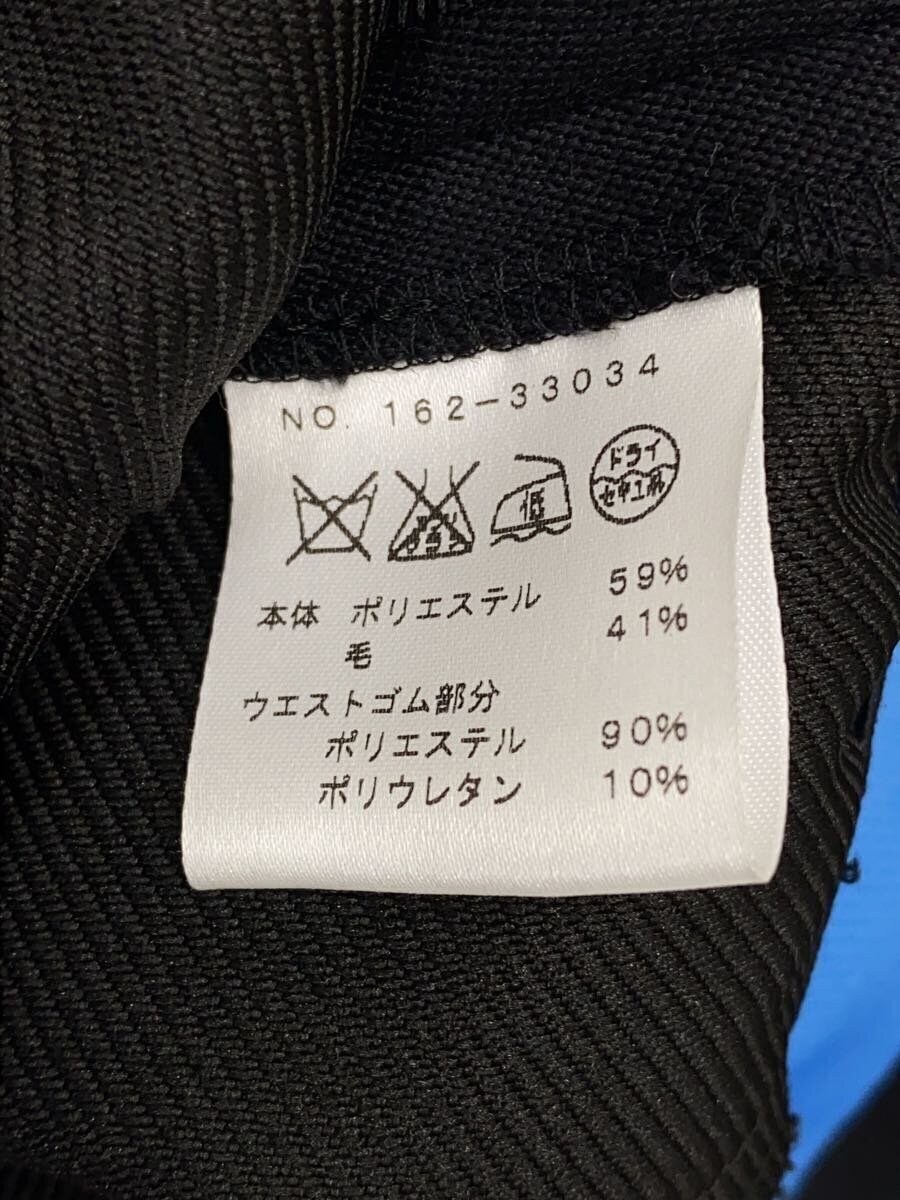 NO. 162-33034
低
ドライ
セキユ系
本体 ポリエステル 59%
毛 41%
ウエストゴム部分
ポリエステル 90%
ポリウレタン 10%